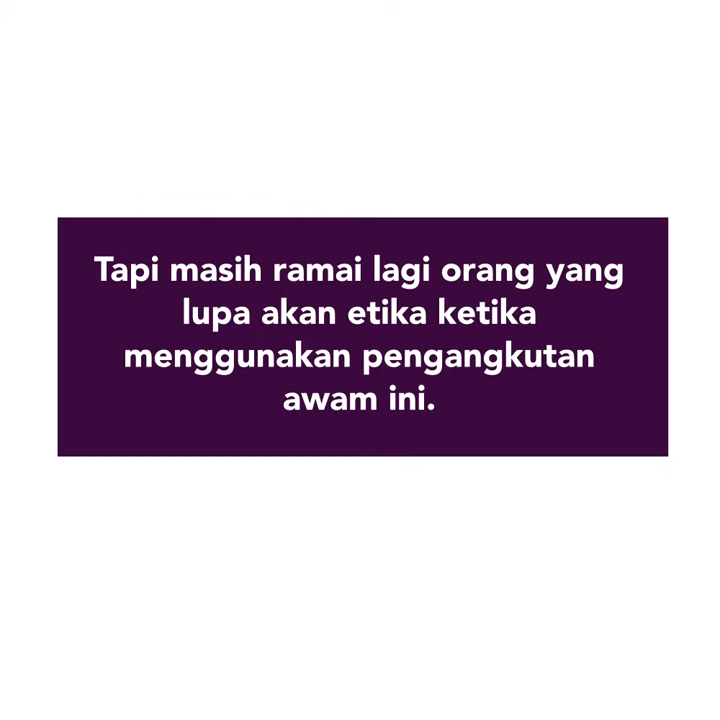 Tapi masih ramai lagi orang yang
lupa akan etika ketika
menggunakan pengangkutan
awam ini.